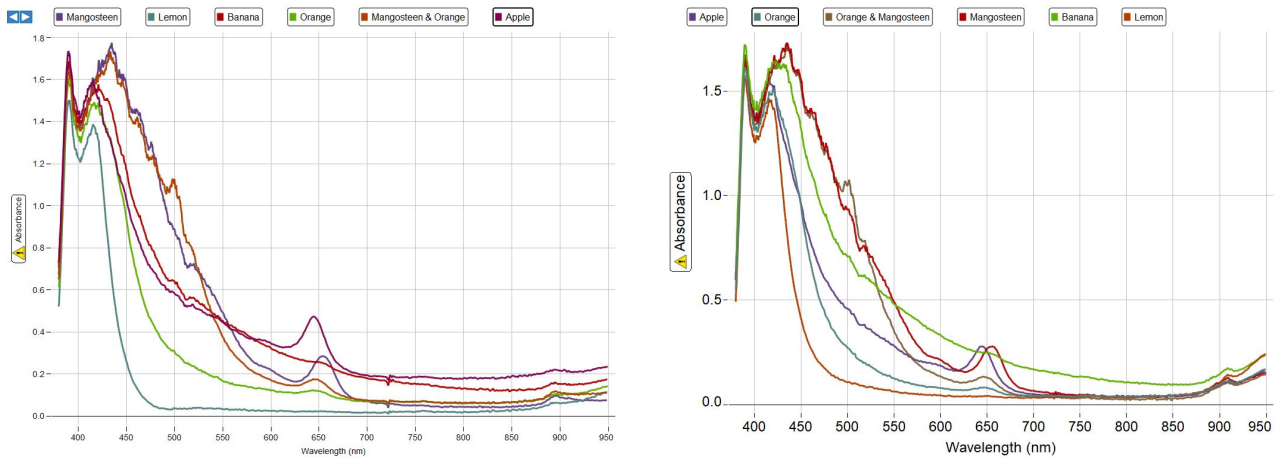 Mangosteen Lemon Banana Orange Mangosteen & Orange Apple
1.8
1.6
1.4
1.2
1.0
0.8
0.6
0.4
0.2
0.0
Absorbance
400 450 500 550 600 650 700 750 800 850 900 950
Wavelength (nm)
Apple Orange Orange & Mangosteen Mangosteen Banana Lemon
1.5
1.0
0.5
0.0
Absorbance
400 450 500 550 600 650 700 750 800 850 900 950
Wavelength (nm)